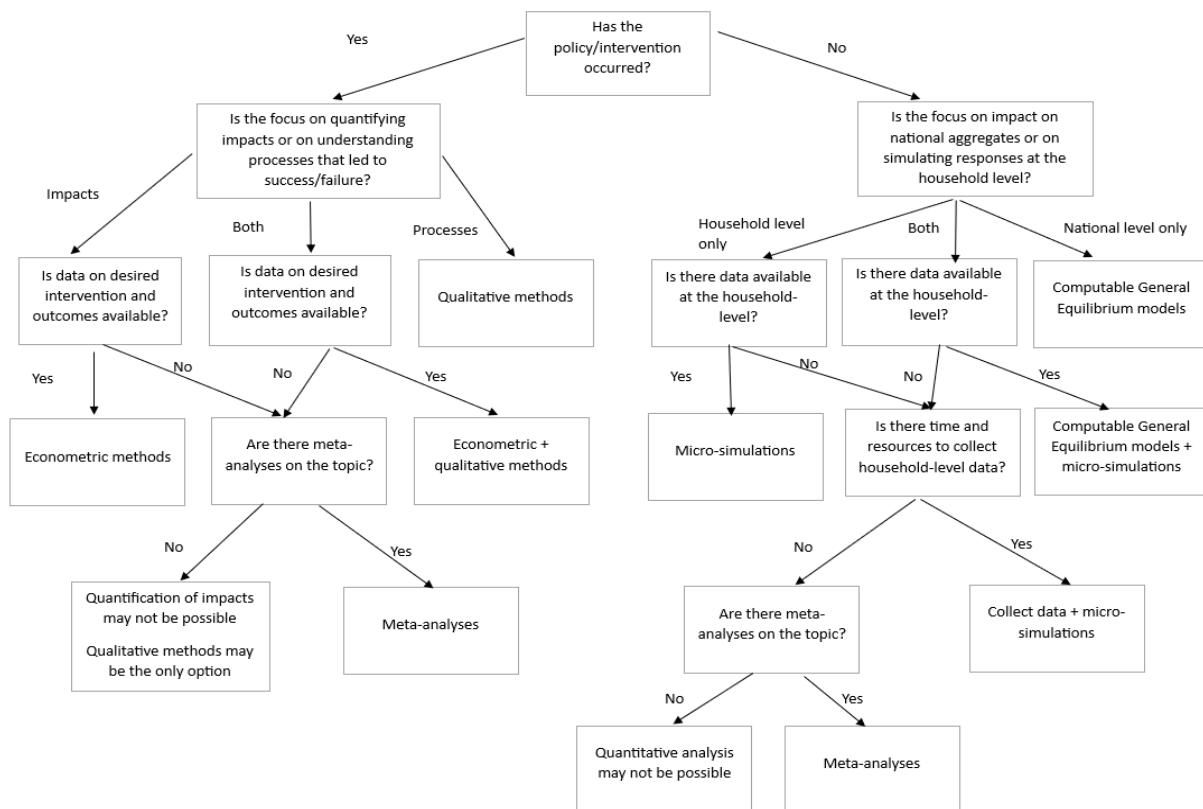 Has the
policy/intervention
occurred?
Yes
No
Is the focus on quantifying
impacts or on understanding
processes that led to
success/failure?
Is the focus on impact on
national aggregates or on
simulating responses at the
household level?
Impacts
Both
Processes
Household level
only
Both
National level only
Is data on desired
intervention and
outcomes available?
Is data on desired
intervention and
outcomes available?
Qualitative methods
Is there data available
at the household-
level?
Is there data available
at the household-
level?
Computable General
Equilibrium models
Yes
No
No
Yes
Yes
No
No
Yes
Econometric methods
Are there meta-
analyses on the topic?
Econometric +
qualitative methods
Micro-simulations
Is there time and
resources to collect
household-level data?
Computable General
Equilibrium models +
micro-simulations
No
Yes
No
Yes
Quantification of impacts
may not be possible
Qualitative methods may
be the only option
Meta-analyses
Are there meta-
analyses on the topic?
Collect data + micro-
simulations
No
Yes
Quantitative analysis
may not be possible
Meta-analyses